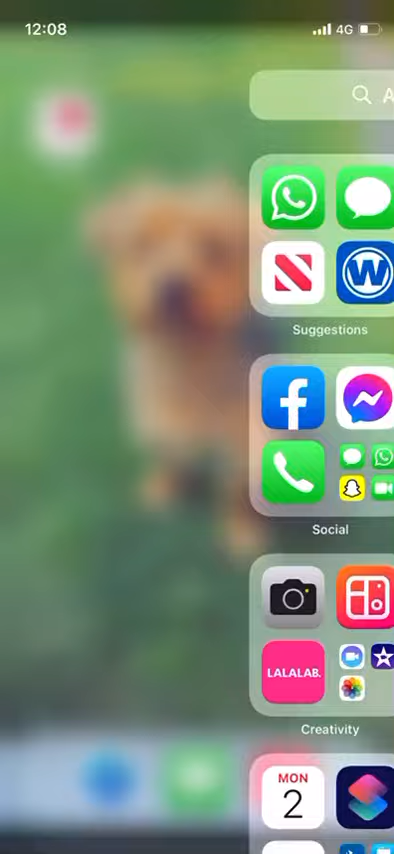 12:08
4G
A
W
Suggestions
f
Social
LALALAB.
Creativity
MON
2